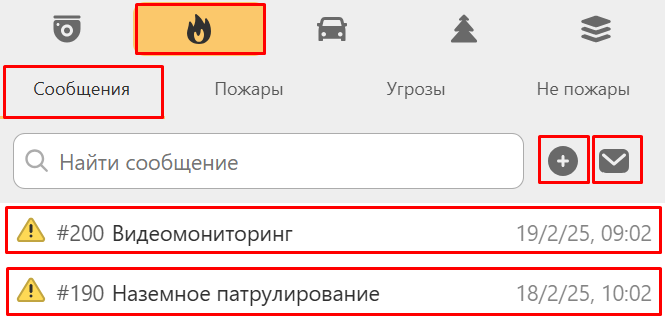 Сообщения Пожары Угрозы Не пожары
Найти сообщение
#200 Видеомониторинг 19/2/25, 09:02
#190 Наземное патрулирование 18/2/25, 10:02